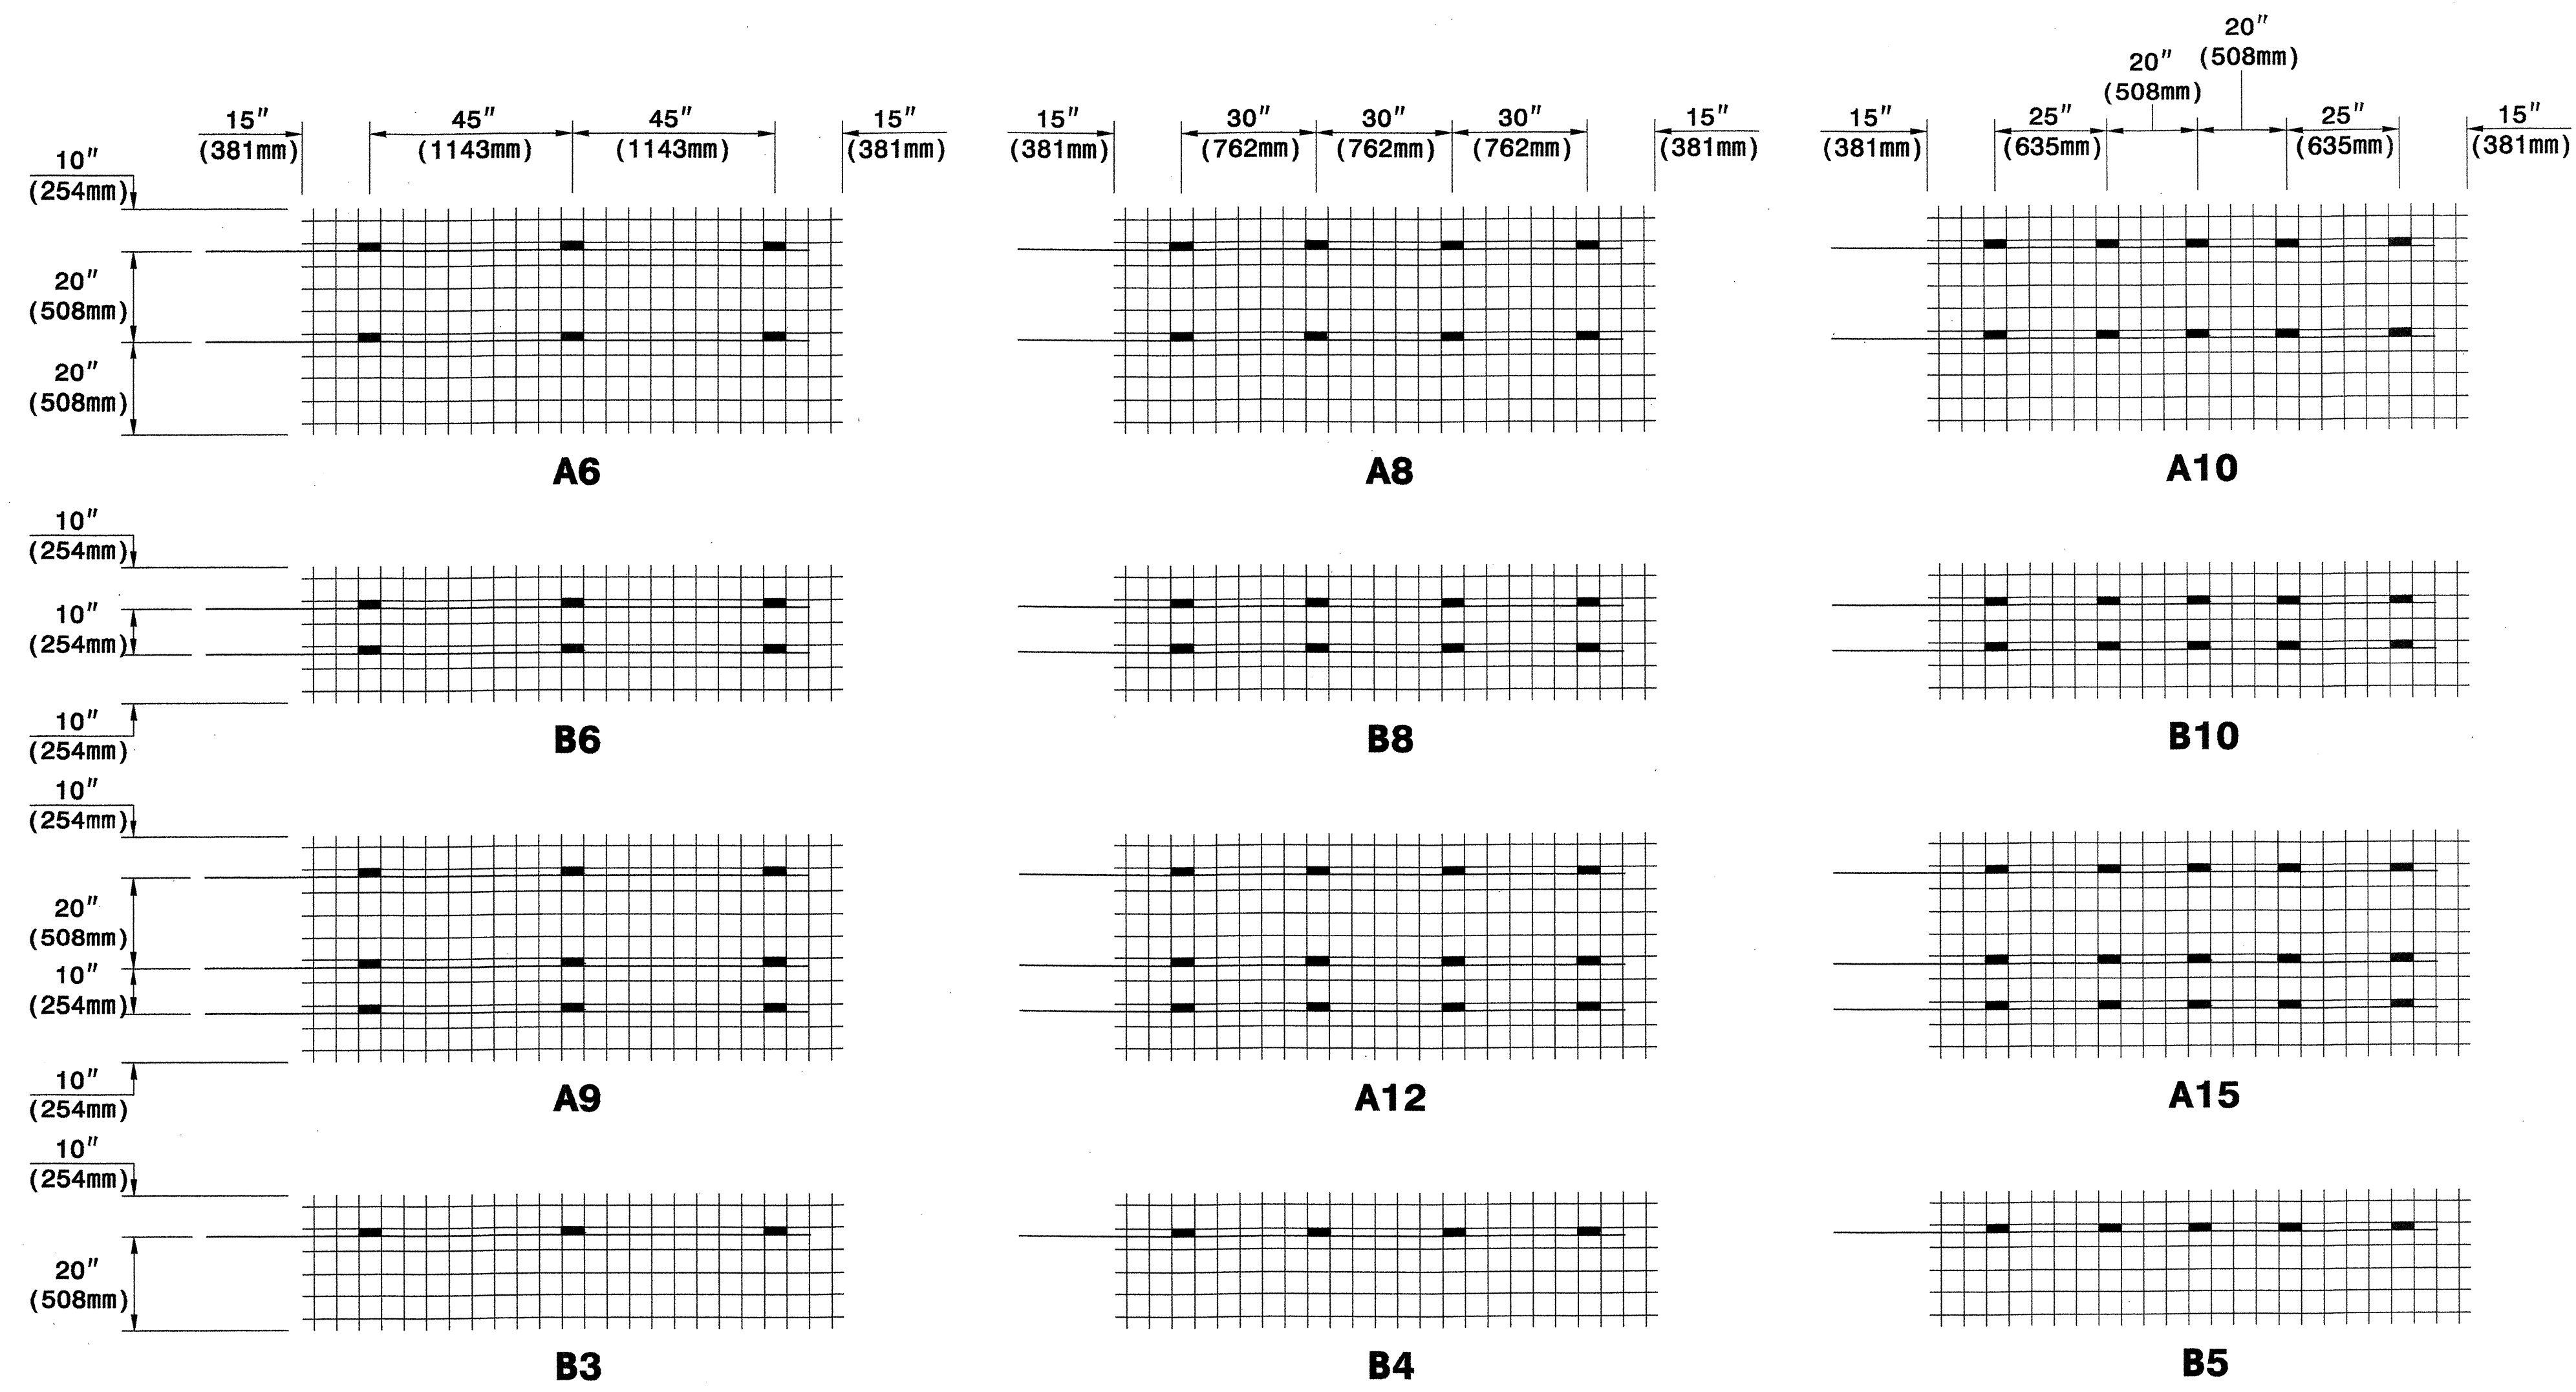 20″
(508mm)
20″
(508mm)
15″
(381mm)
45″
(1143mm)
45″
(1143mm)
15″
(381mm)
15″
(381mm)
30″
(762mm)
30″
(762mm)
30″
(762mm)
15″
(381mm)
15″
(381mm)
25″
(635mm)
25″
(635mm)
15″
(381mm)
10″
(254mm)
20″
(508mm)
20″
(508mm)
A6
A8
A10
10″
(254mm)
10″
(254mm)
10″
(254mm)
B6
B8
B10
10″
(254mm)
20″
(508mm)
10″
(254mm)
10″
(254mm)
A9
A12
A15
10″
(254mm)
20″
(508mm)
B3
B4
B5